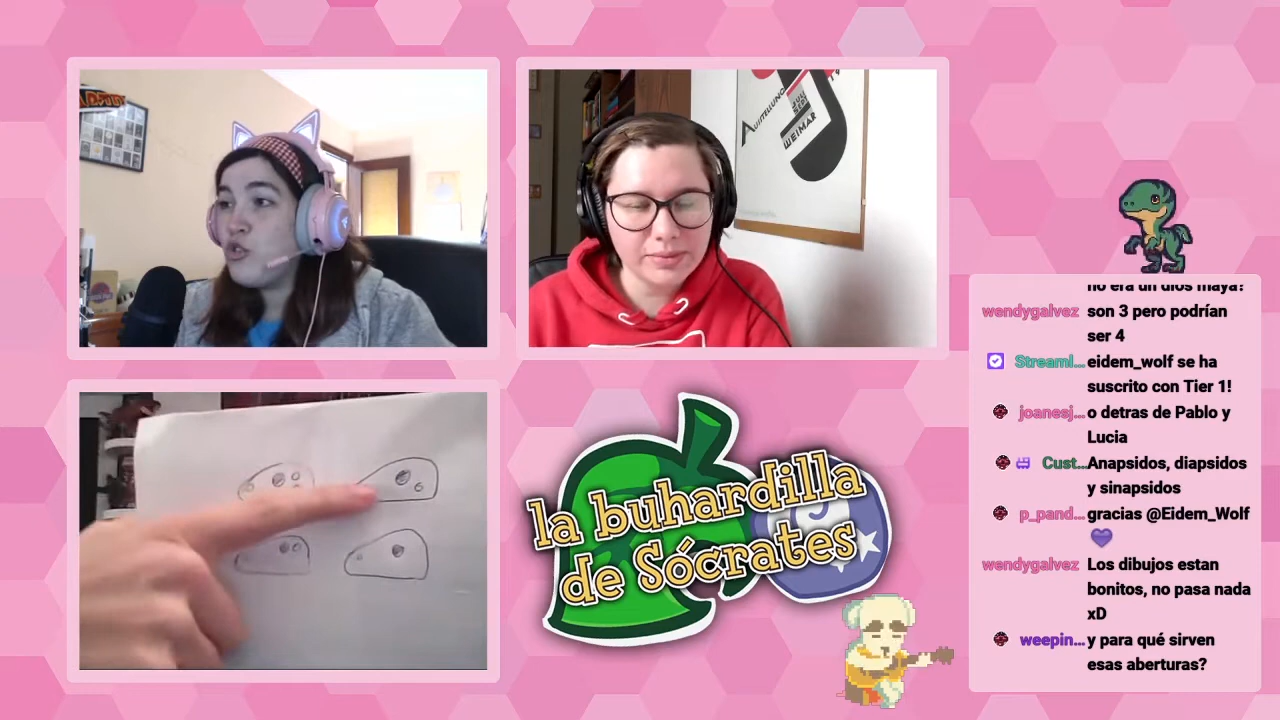 AUSSTELLUNG
WEIMAR
la buhardilla
de Sócrates
no era un dios maya?
wendygalvez son 3 pero podrían
ser 4
Streaml... eidem_wolf se ha
suscrito con Tier 1!
joanesj... o detras de Pablo y
Lucia
Cust... Anapsidos, diapsidos
y sinapsidos
p_pand... gracias @Eidem_Wolf
wendygalvez Los dibujos estan
bonitos, no pasa nada
xD
weepin... y para qué sirven
esas aberturas?